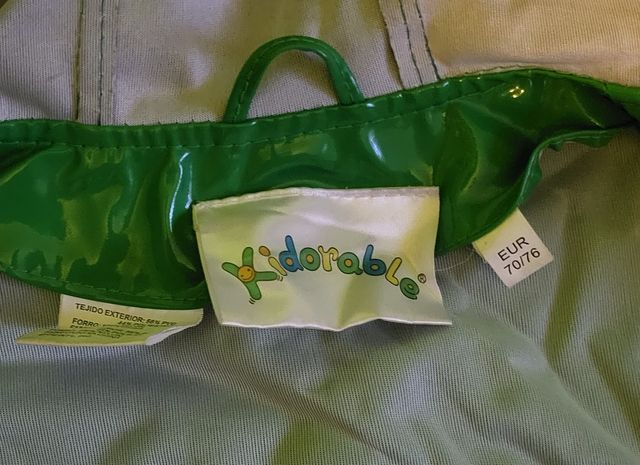 Kidorable®
EUR
70/76
TEJIDO EXTERIOR:
FORRO: